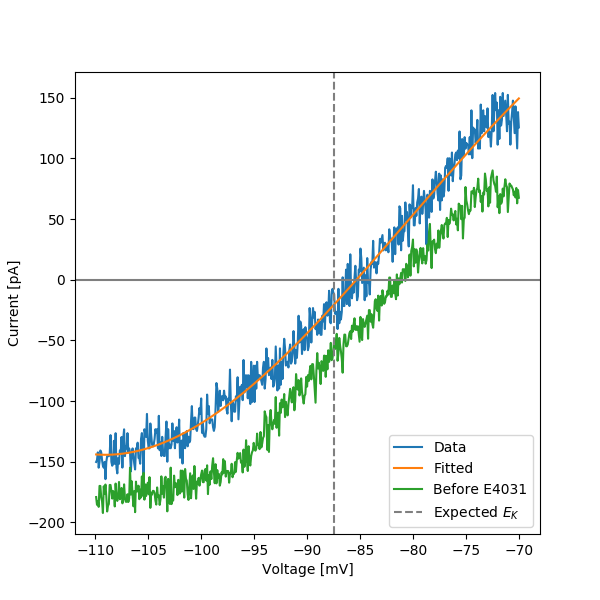 150
100
50
0
−50
−100
−150
−200
Current [pA]
−110 −105 −100 −95 −90 −85 −80 −75 −70
Voltage [mV]
Data
Fitted
Before E4031
Expected E_K